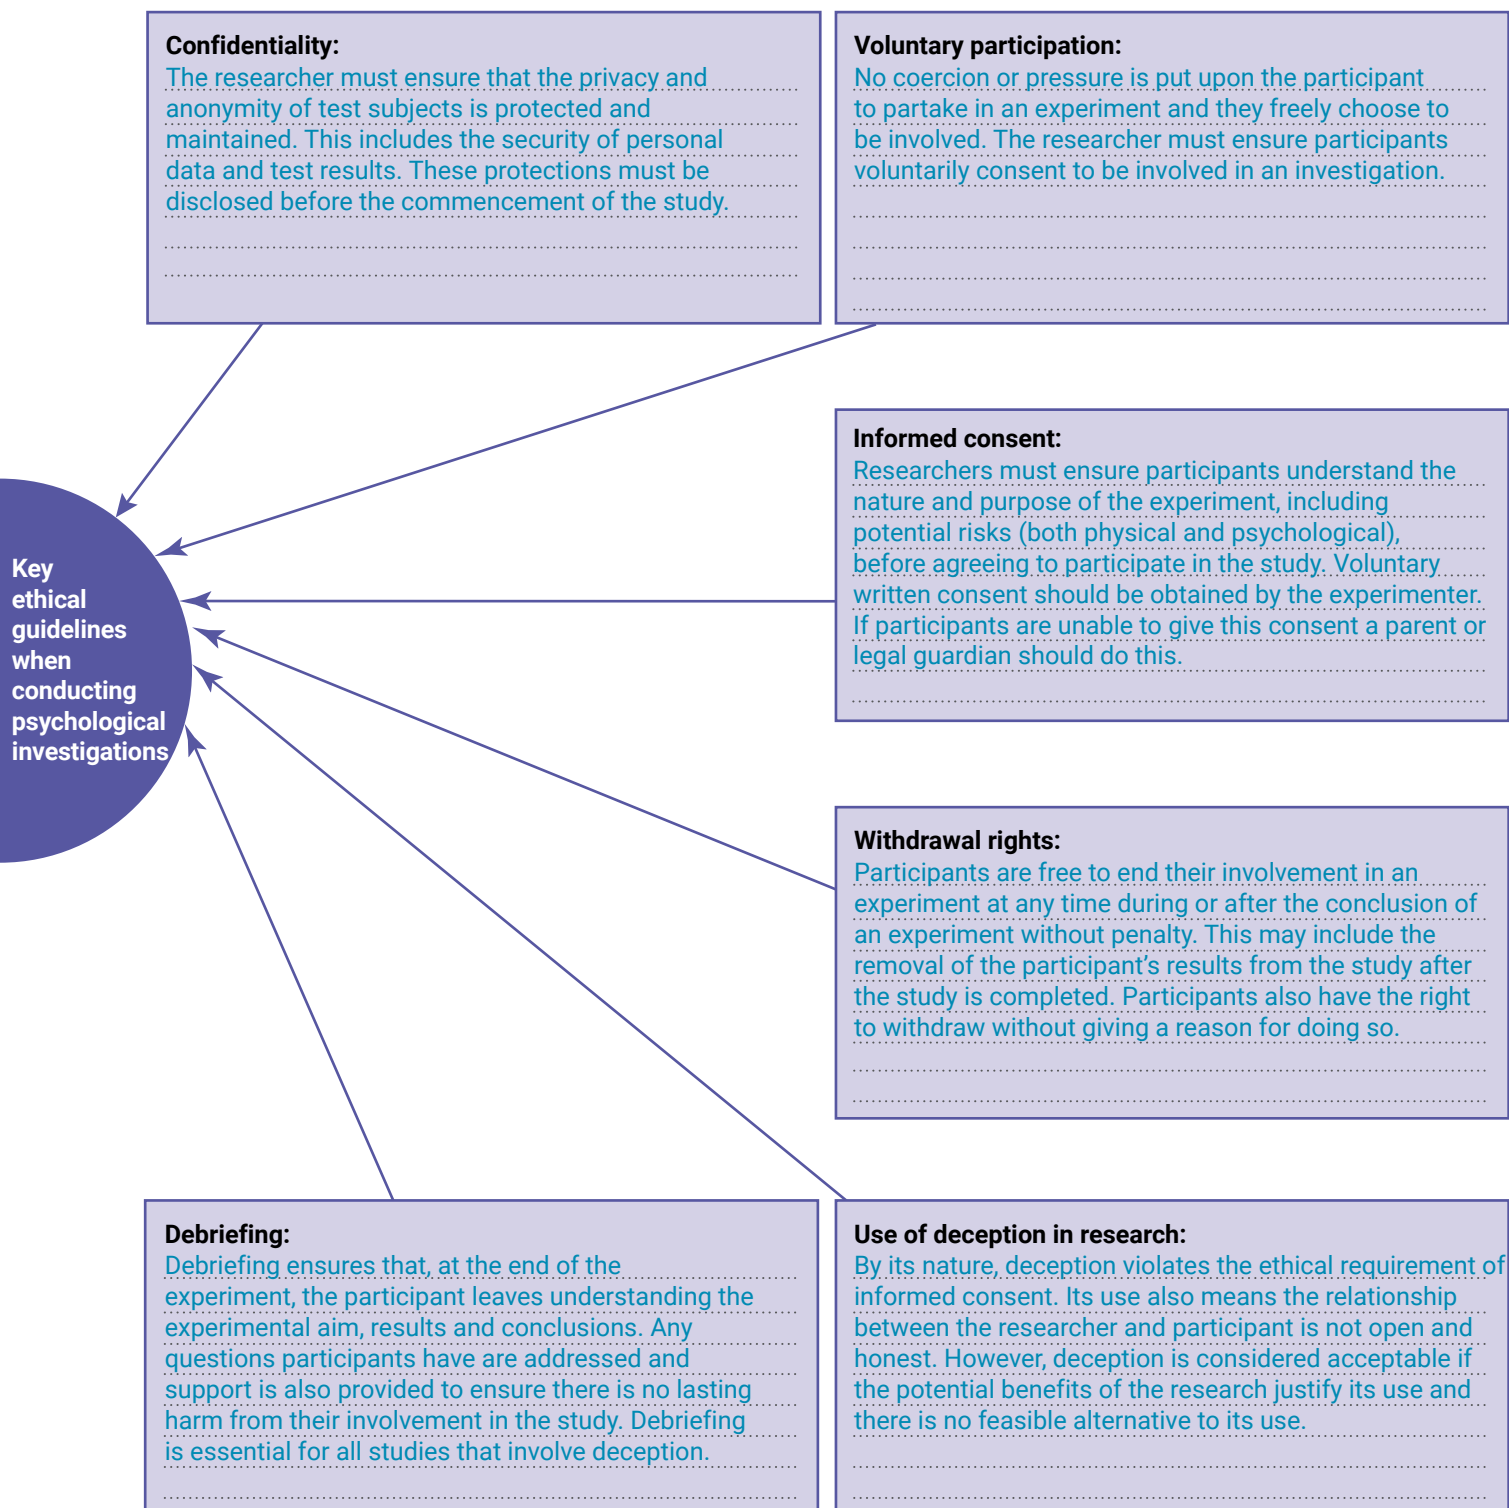 Confidentiality:
The researcher must ensure that the privacy and
anonymity of test subjects is protected and
maintained. This includes the security of personal
data and test results. These protections must be
disclosed before the commencement of the study.
Voluntary participation:
No coercion or pressure is put upon the participant
to partake in an experiment and they freely choose to
be involved. The researcher must ensure participants
voluntarily consent to be involved in an investigation.
Informed consent:
Researchers must ensure participants understand the
nature and purpose of the experiment, including
potential risks (both physical and psychological),
before agreeing to participate in the study. Voluntary
written consent should be obtained by the experimenter.
If participants are unable to give this consent a parent or
legal guardian should do this.
Key
ethical
guidelines
when
conducting
psychological
investigations
Withdrawal rights:
Participants are free to end their involvement in an
experiment at any time during or after the conclusion of
an experiment without penalty. This may include the
removal of the participant's results from the study after
the study is completed. Participants also have the right
to withdraw without giving a reason for doing so.
Debriefing:
Debriefing ensures that, at the end of the
experiment, the participant leaves understanding the
experimental aim, results and conclusions. Any
questions participants have are addressed and
support is also provided to ensure there is no lasting
harm from their involvement in the study. Debriefing
is essential for all studies that involve deception.
Use of deception in research:
By its nature, deception violates the ethical requirement of
informed consent. Its use also means the relationship
between the researcher and participant is not open and
honest. However, deception is considered acceptable if
the potential benefits of the research justify its use and
there is no feasible alternative to its use.